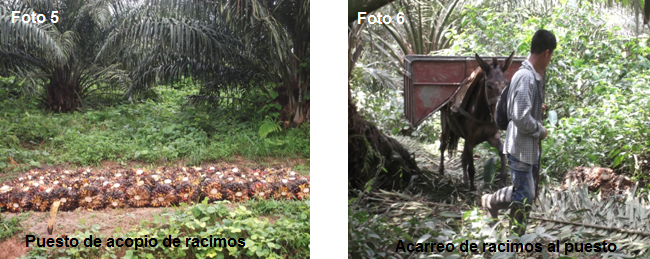 Foto 5
Foto 6
Puesto de acopio de racimos
Acarreo de racimos al puesto